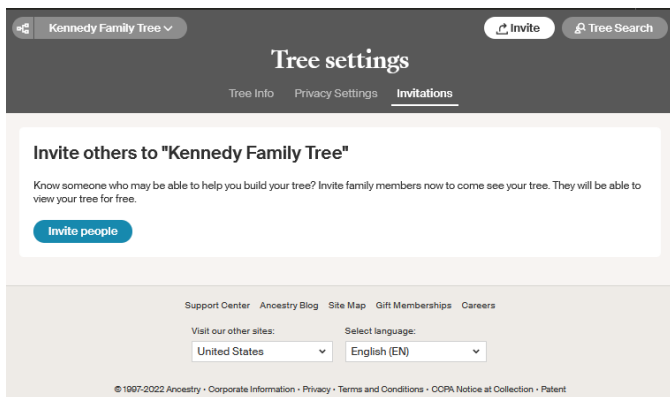 Kennedy Family Tree
Invite
Tree Search
Tree settings
Tree Info Privacy Settings Invitations
Invite others to "Kennedy Family Tree"
Know someone who may be able to help you build your tree? Invite family members now to come see your tree. They will be able to
view your tree for free.
Invite people
Support Center Ancestry Blog Site Map Gift Memberships Careers
Visit our other sites: Select language:
United States English (EN)
© 1997-2022 Ancestry · Corporate Information · Privacy · Terms and Conditions · CCPA Notice at Collection · Patent